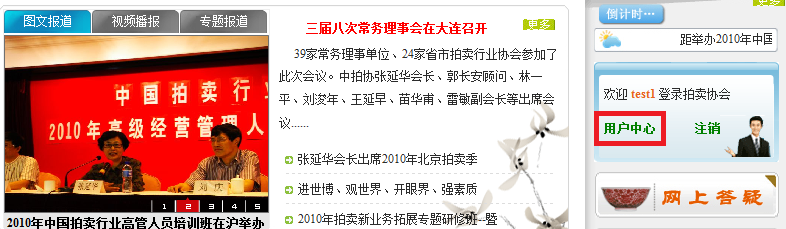 图文报道
视频播报
专题报道
中国拍卖行业
2010年高级经营管理人
张延华
1 2 3 4 5
2010年中国拍卖行业高管人员培训班在沪举办
更多
三届八次常务理事会在大连召开
39家常务理事单位、24家省市拍卖行业协会参加了
此次会议。中拍协张延华会长、郭长安顾问、林一
平、刘浚年、王延早、苗华甫、雷敏副会长等出席会
议......
张延华会长出席2010年北京拍卖季
进世博、观世界、开眼界、强素质
2010年拍卖新业务拓展专题研修班--暨
更多
倒计时...
距举办2010年中国
欢迎 test1 登录拍卖协会
用户中心
注销
网上答疑